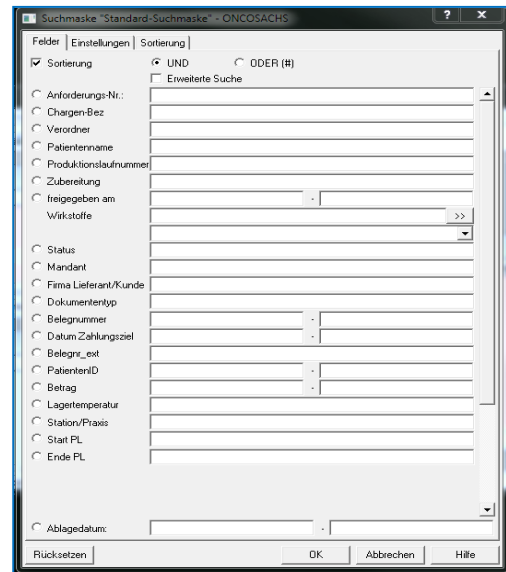 Suchmaske "Standard-Suchmaske" - ONCOSACHS
? x
Felder Einstellungen Sortierung
Sortierung UND ODER (#)
Erweiterte Suche
Anforderungs-Nr.:
Chargen-Bez
Verordner
Patientenname
Produktionslaufnummer
Zubereitung
freigegeben am -
Wirkstoffe >>
Status
Mandant
Firma Lieferant/Kunde
Dokumententyp
Belegnummer -
Datum Zahlungsziel -
Belegnr_ext
PatientenID -
Betrag -
Lagertemperatur
Station/Praxis
Start PL
Ende PL
Ablagedatum: -
Rücksetzen OK Abbrechen Hilfe